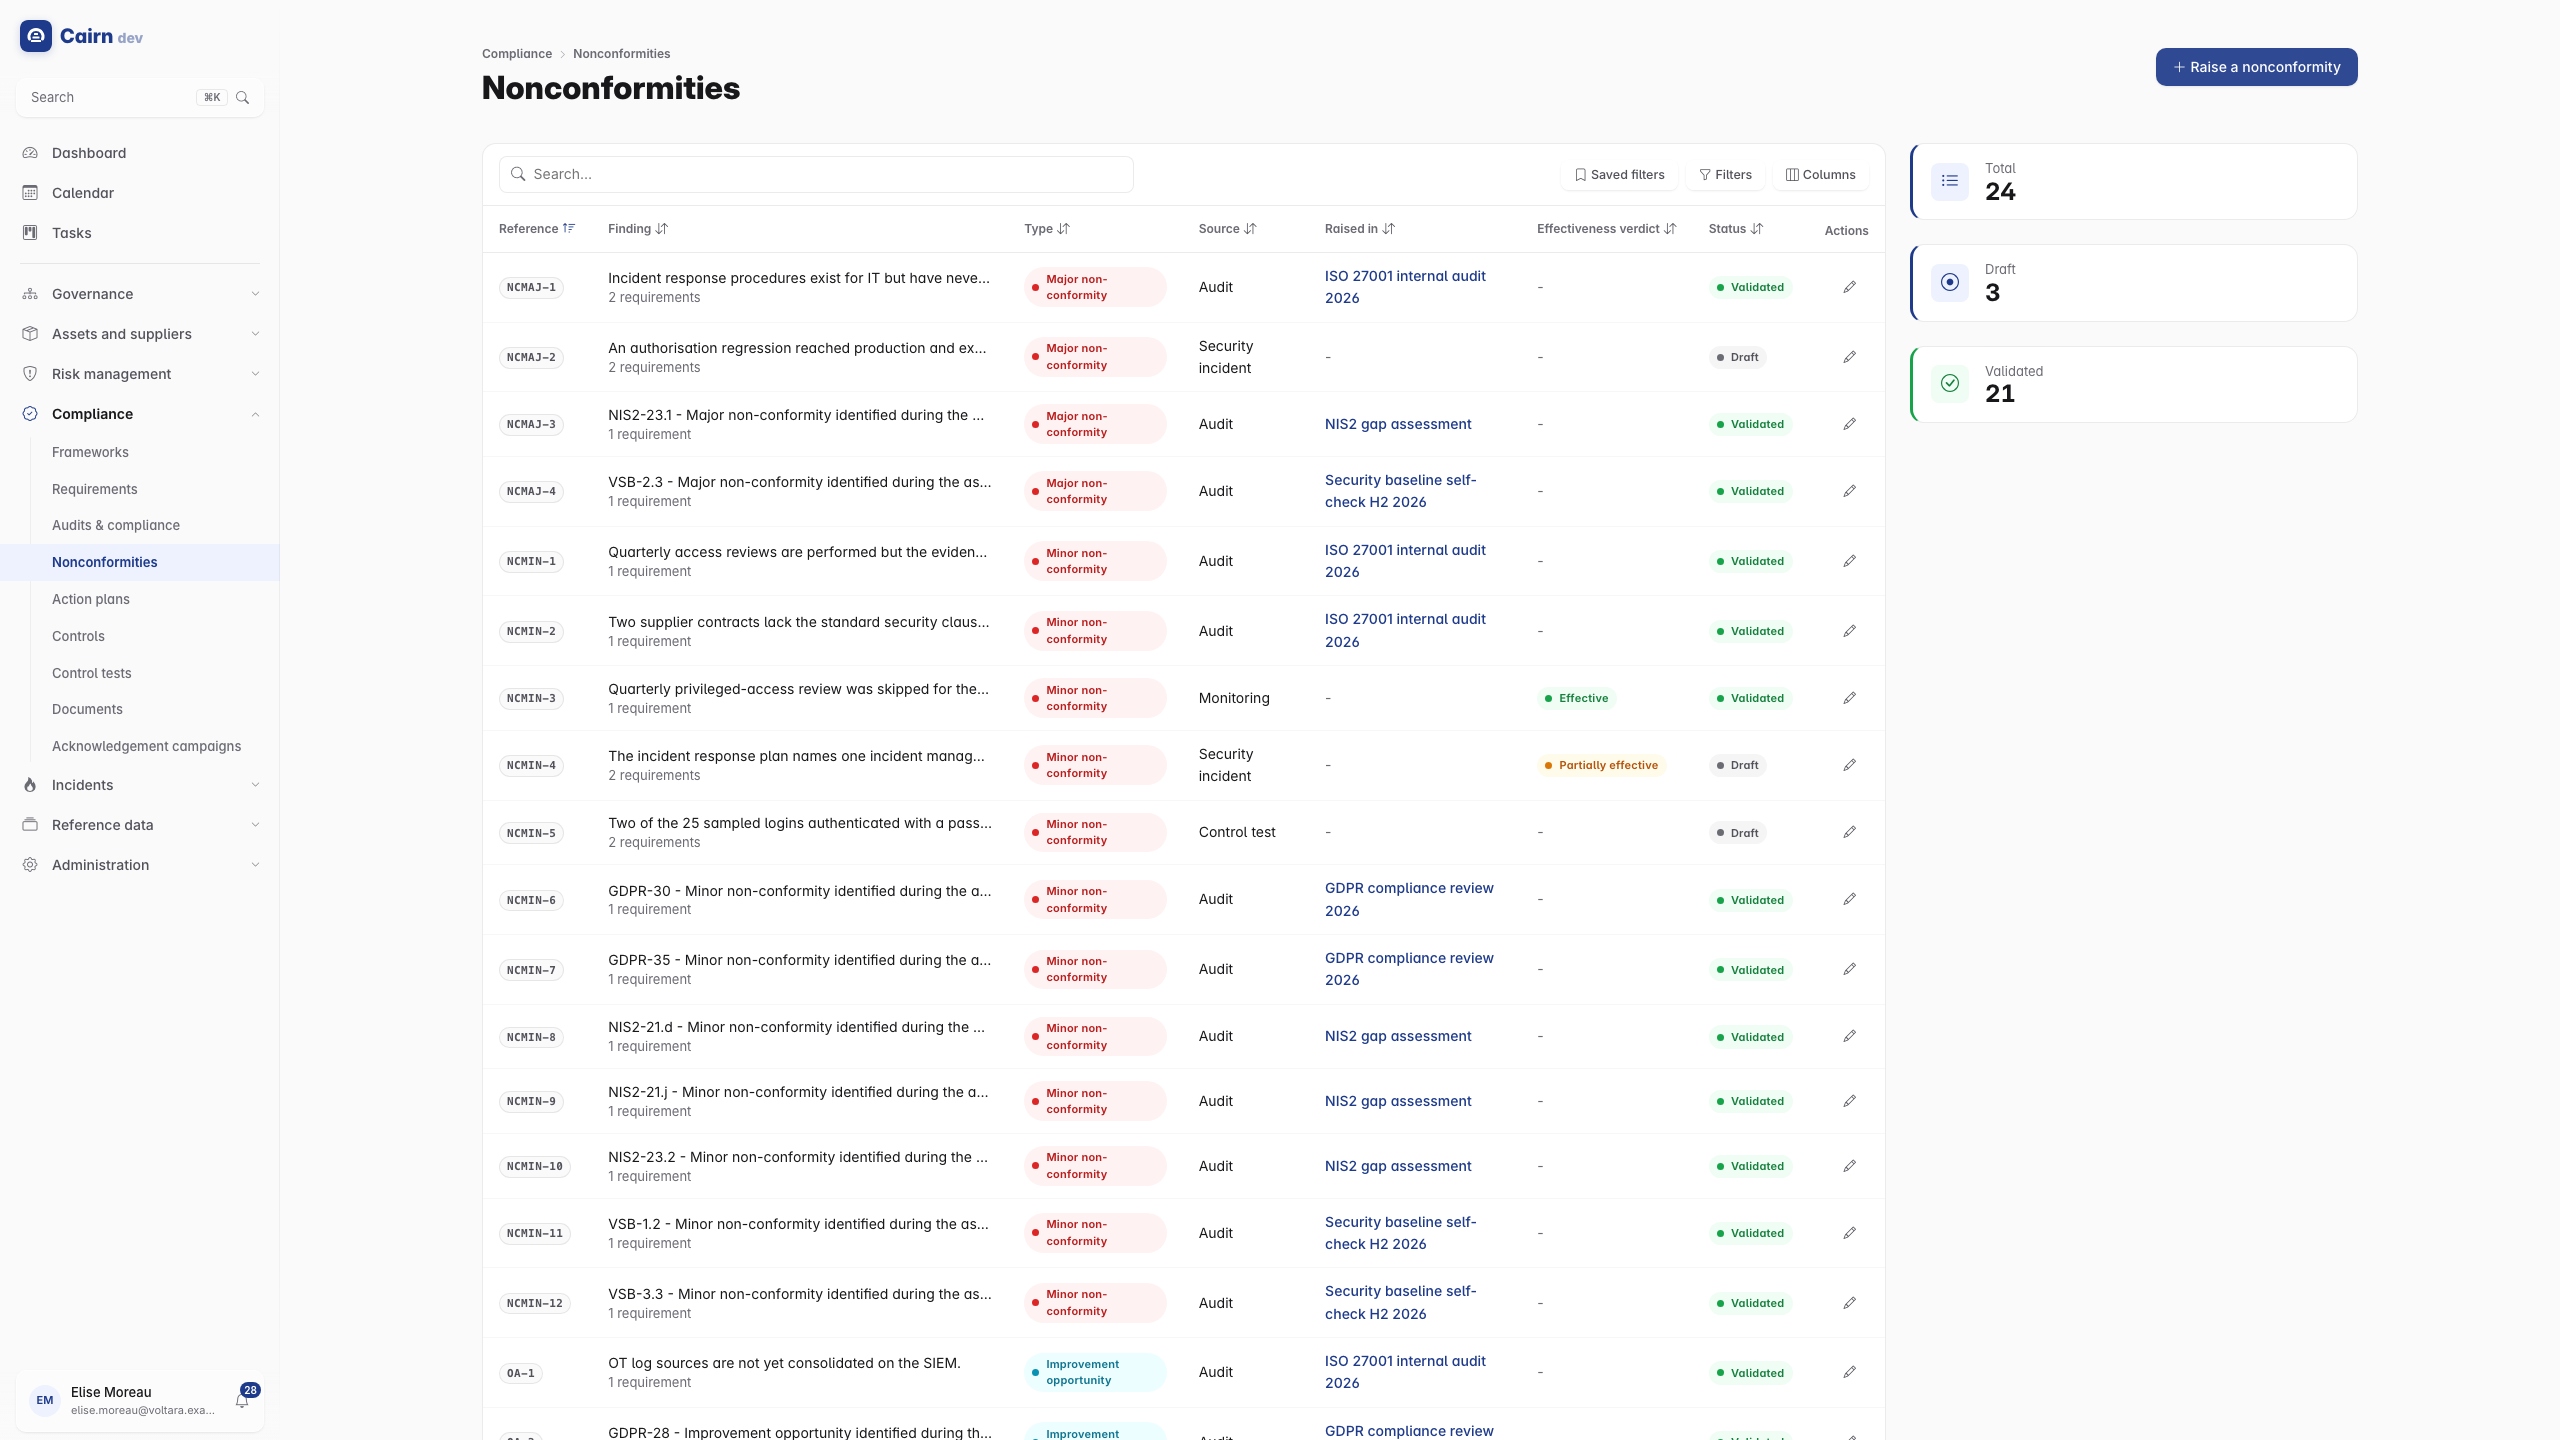 Cairn dev
Search
⌘K
Dashboard
Calendar
Tasks
Governance
Assets and suppliers
Risk management
Compliance
Frameworks
Requirements
Audits & compliance
Nonconformities
Action plans
Controls
Control tests
Documents
Acknowledgement campaigns
Incidents
Reference data
Administration
EM
Elise Moreau
elise.moreau@voltara.exa...
28
Compliance > Nonconformities
Nonconformities
+ Raise a nonconformity
Search...
Saved filters
Filters
Columns
Reference
Finding
Type
Source
Raised in
Effectiveness verdict
Status
Actions
NCMAJ-1
Incident response procedures exist for IT but have neve...
2 requirements
Major non-
conformity
Audit
ISO 27001 internal audit
2026
-
Validated
NCMAJ-2
An authorisation regression reached production and ex...
2 requirements
Major non-
conformity
Security
incident
-
-
Draft
NCMAJ-3
NIS2-23.1 - Major non-conformity identified during the ...
1 requirement
Major non-
conformity
Audit
NIS2 gap assessment
-
Validated
NCMAJ-4
VSB-2.3 - Major non-conformity identified during the as...
1 requirement
Major non-
conformity
Audit
Security baseline self-
check H2 2026
-
Validated
NCMIN-1
Quarterly access reviews are performed but the eviden...
1 requirement
Minor non-
conformity
Audit
ISO 27001 internal audit
2026
-
Validated
NCMIN-2
Two supplier contracts lack the standard security claus...
1 requirement
Minor non-
conformity
Audit
ISO 27001 internal audit
2026
-
Validated
NCMIN-3
Quarterly privileged-access review was skipped for the...
1 requirement
Minor non-
conformity
Monitoring
-
Effective
Validated
NCMIN-4
The incident response plan names one incident manag...
2 requirements
Minor non-
conformity
Security
incident
-
Partially effective
Draft
NCMIN-5
Two of the 25 sampled logins authenticated with a pass...
2 requirements
Minor non-
conformity
Control test
-
-
Draft
NCMIN-6
GDPR-30 - Minor non-conformity identified during the a...
1 requirement
Minor non-
conformity
Audit
GDPR compliance review
2026
-
Validated
NCMIN-7
GDPR-35 - Minor non-conformity identified during the a...
1 requirement
Minor non-
conformity
Audit
GDPR compliance review
2026
-
Validated
NCMIN-8
NIS2-21.d - Minor non-conformity identified during the ...
1 requirement
Minor non-
conformity
Audit
NIS2 gap assessment
-
Validated
NCMIN-9
NIS2-21.j - Minor non-conformity identified during the a...
1 requirement
Minor non-
conformity
Audit
NIS2 gap assessment
-
Validated
NCMIN-10
NIS2-23.2 - Minor non-conformity identified during the ...
1 requirement
Minor non-
conformity
Audit
NIS2 gap assessment
-
Validated
NCMIN-11
VSB-1.2 - Minor non-conformity identified during the as...
1 requirement
Minor non-
conformity
Audit
Security baseline self-
check H2 2026
-
Validated
NCMIN-12
VSB-3.3 - Minor non-conformity identified during the as...
1 requirement
Minor non-
conformity
Audit
Security baseline self-
check H2 2026
-
Validated
OA-1
OT log sources are not yet consolidated on the SIEM.
1 requirement
Improvement
opportunity
Audit
ISO 27001 internal audit
2026
-
Validated
GDPR-28 - Improvement opportunity identified during th...
Improvement
GDPR compliance review
Total
24
Draft
3
Validated
21